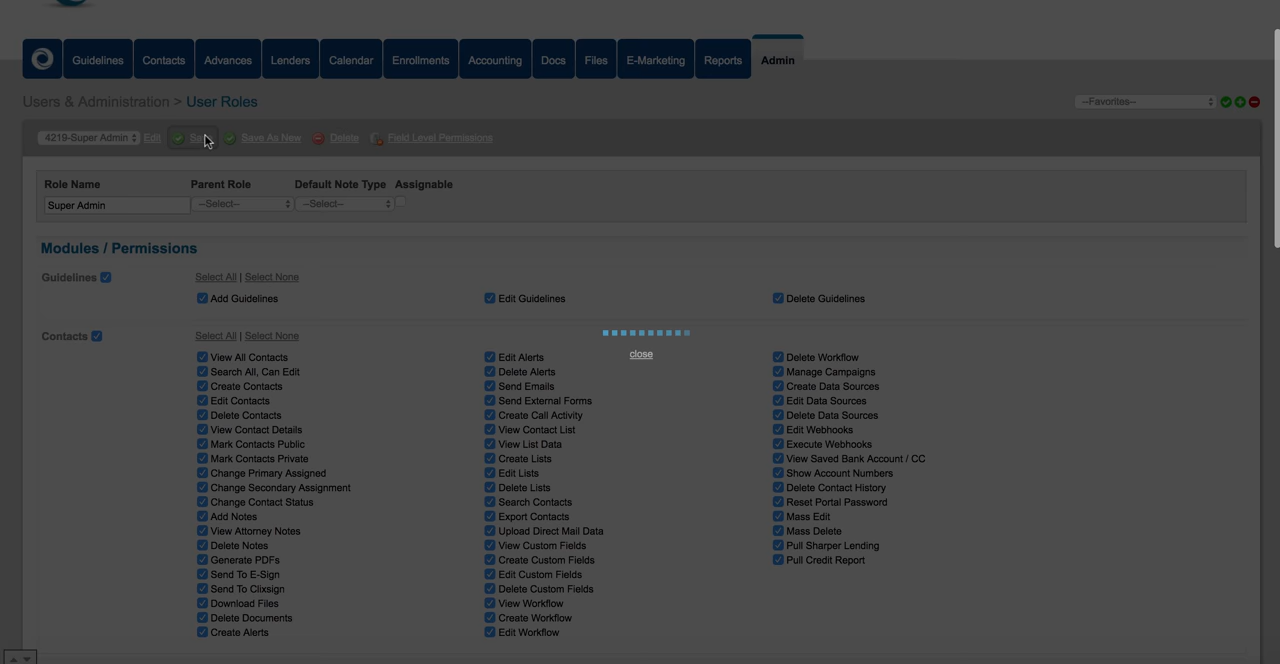 Guidelines Contacts Advances Lenders Calendar Enrollments Accounting Docs Files E-Marketing Reports Admin
Users & Administration > User Roles
--Favorites--
4219-Super Admin Edit Save Save As New Delete Field Level Permissions
Role Name Parent Role Default Note Type Assignable
Super Admin --Select-- --Select--
Modules / Permissions
Guidelines Select All | Select None
Add Guidelines Edit Guidelines Delete Guidelines
close
Contacts Select All | Select None
View All Contacts Edit Alerts Delete Workflow
Search All, Can Edit Delete Alerts Manage Campaigns
Create Contacts Send Emails Create Data Sources
Edit Contacts Send External Forms Edit Data Sources
Delete Contacts Create Call Activity Delete Data Sources
View Contact Details View Contact List Edit Webhooks
Mark Contacts Public View List Data Execute Webhooks
Mark Contacts Private Create Lists View Saved Bank Account / CC
Change Primary Assigned Edit Lists Show Account Numbers
Change Secondary Assignment Delete Lists Delete Contact History
Change Contact Status Search Contacts Reset Portal Password
Add Notes Export Contacts Mass Edit
View Attorney Notes Upload Direct Mail Data Mass Delete
Delete Notes View Custom Fields Pull Sharper Lending
Generate PDFs Create Custom Fields Pull Credit Report
Send To E-Sign Edit Custom Fields
Send To Clixsign Delete Custom Fields
Download Files View Workflow
Delete Documents Create Workflow
Create Alerts Edit Workflow